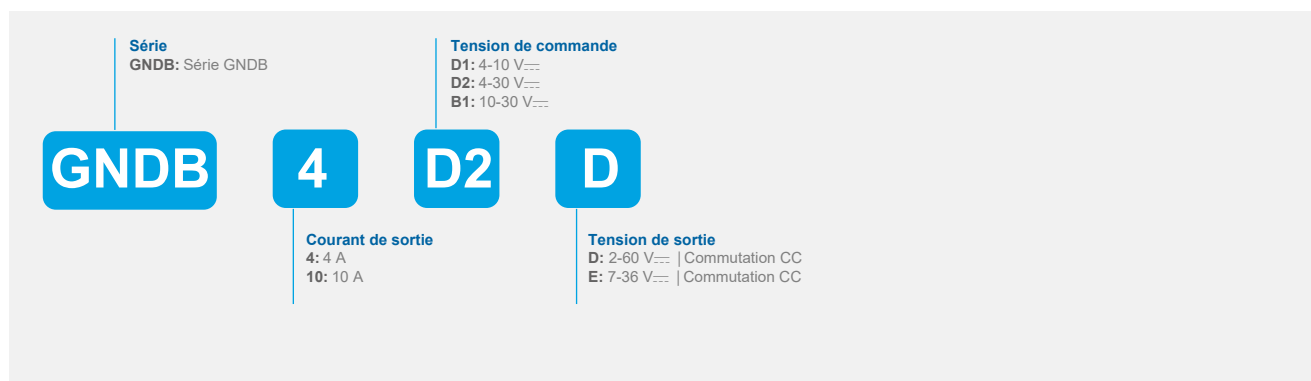 Série
GNDB: Série GNDB
Tension de commande
D1: 4-10 V⎓
D2: 4-30 V⎓
B1: 10-30 V⎓
GNDB 4 D2 D
Courant de sortie
4: 4 A
10: 10 A
Tension de sortie
D: 2-60 V⎓ | Commutation CC
E: 7-36 V⎓ | Commutation CC